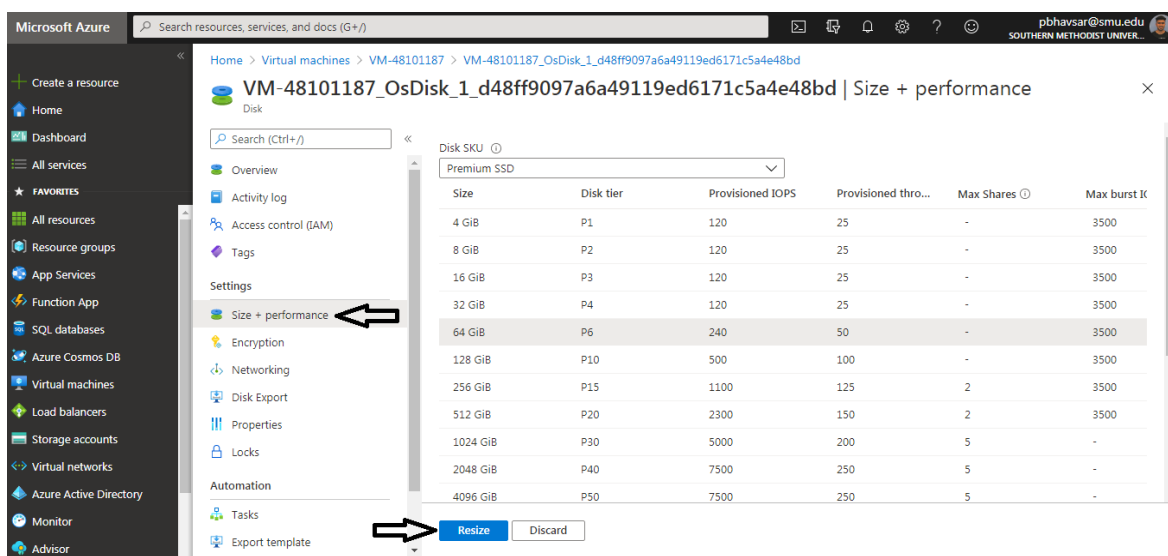 Microsoft Azure
Search resources, services, and docs (G+/)
pbhavsar@smu.edu
SOUTHERN METHODIST UNIVER...
Create a resource
Home
Dashboard
All services
FAVORITES
All resources
Resource groups
App Services
Function App
SQL databases
Azure Cosmos DB
Virtual machines
Load balancers
Storage accounts
Virtual networks
Azure Active Directory
Monitor
Advisor
Home > Virtual machines > VM-48101187 > VM-48101187_OsDisk_1_d48ff9097a6a49119ed6171c5a4e48bd
VM-48101187_OsDisk_1_d48ff9097a6a49119ed6171c5a4e48bd | Size + performance
Disk
Search (Ctrl+/)
Overview
Activity log
Access control (IAM)
Tags
Settings
Size + performance
Encryption
Networking
Disk Export
Properties
Locks
Automation
Tasks
Export template
Disk SKU
Premium SSD
Size Disk tier Provisioned IOPS Provisioned thro... Max Shares Max burst IO
4 GiB P1 120 25 - 3500
8 GiB P2 120 25 - 3500
16 GiB P3 120 25 - 3500
32 GiB P4 120 25 - 3500
64 GiB P6 240 50 - 3500
128 GiB P10 500 100 - 3500
256 GiB P15 1100 125 2 3500
512 GiB P20 2300 150 2 3500
1024 GiB P30 5000 200 5 -
2048 GiB P40 7500 250 5 -
4096 GiB P50 7500 250 5 -
Resize Discard